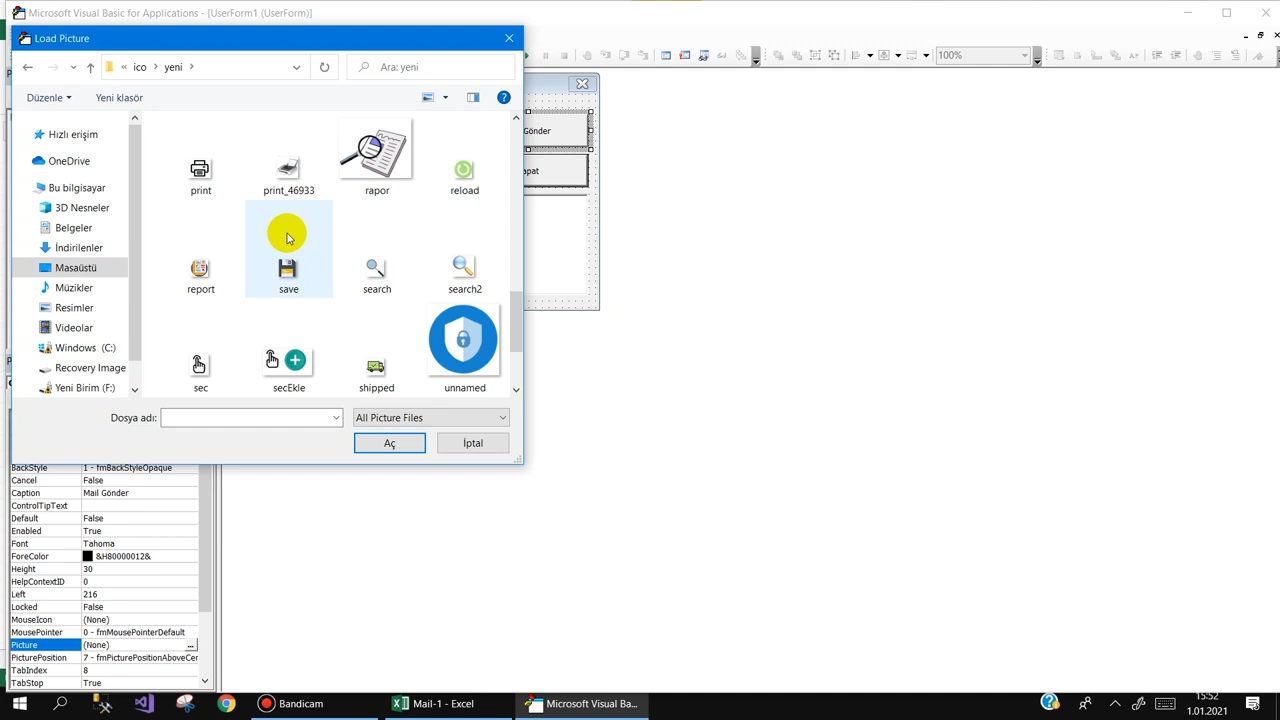 Microsoft Visual Basic for Applications - [UserForm1 (UserForm)]
Load Picture
« ico yeni
Ara: yeni
100%
Düzenle
Yeni klasör
Hızlı erişim
OneDrive
Bu bilgisayar
3D Nesneler
Belgeler
İndirilenler
Masaüstü
Müzikler
Resimler
Videolar
Windows (C:)
Recovery Image
Yeni Birim (F:)
print
print_46933
rapor
reload
report
save
search
search2
sec
secEkle
shipped
unnamed
Gönder
apat
Dosya adı:
All Picture Files
Aç
İptal
BackStyle 1 - fmBackStyleOpaque
Cancel False
Caption Mail Gönder
ControlTipText
Default False
Enabled True
Font Tahoma
ForeColor &H80000012&
Height 30
HelpContextID 0
Left 216
Locked False
MouseIcon (None)
MousePointer 0 - fmMousePointerDefault
Picture (None) ...
PicturePosition 7 - fmPicturePositionAboveCen
TabIndex 8
TabStop True
Bandicam
Mail-1 - Excel
Microsoft Visual Ba...
15:52
1.01.2021